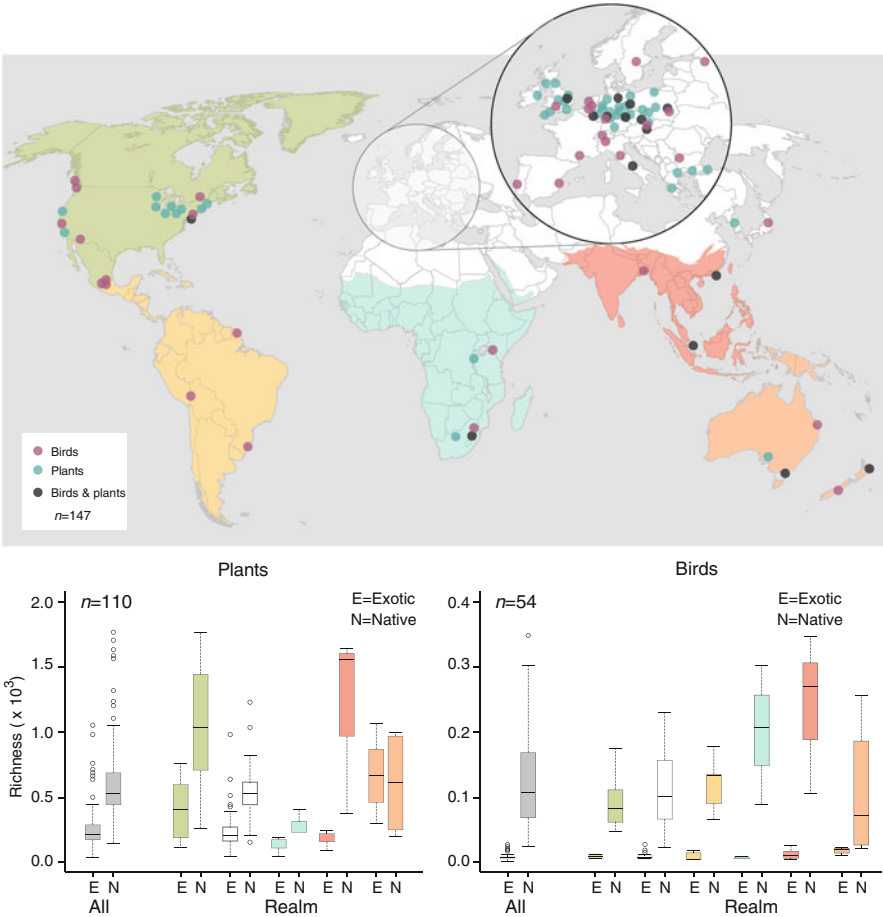 Birds
Plants
Birds & plants
n=147
Plants
Birds
Richness ( x 10³)
2.0
1.5
1.0
0.5
0.0
n=110
E=Exotic
N=Native
E N E N E N E N E N E N
All Realm
0.4
0.3
0.2
0.1
0.0
n=54
E=Exotic
N=Native
E N E N E N E N E N E N E N
All Realm